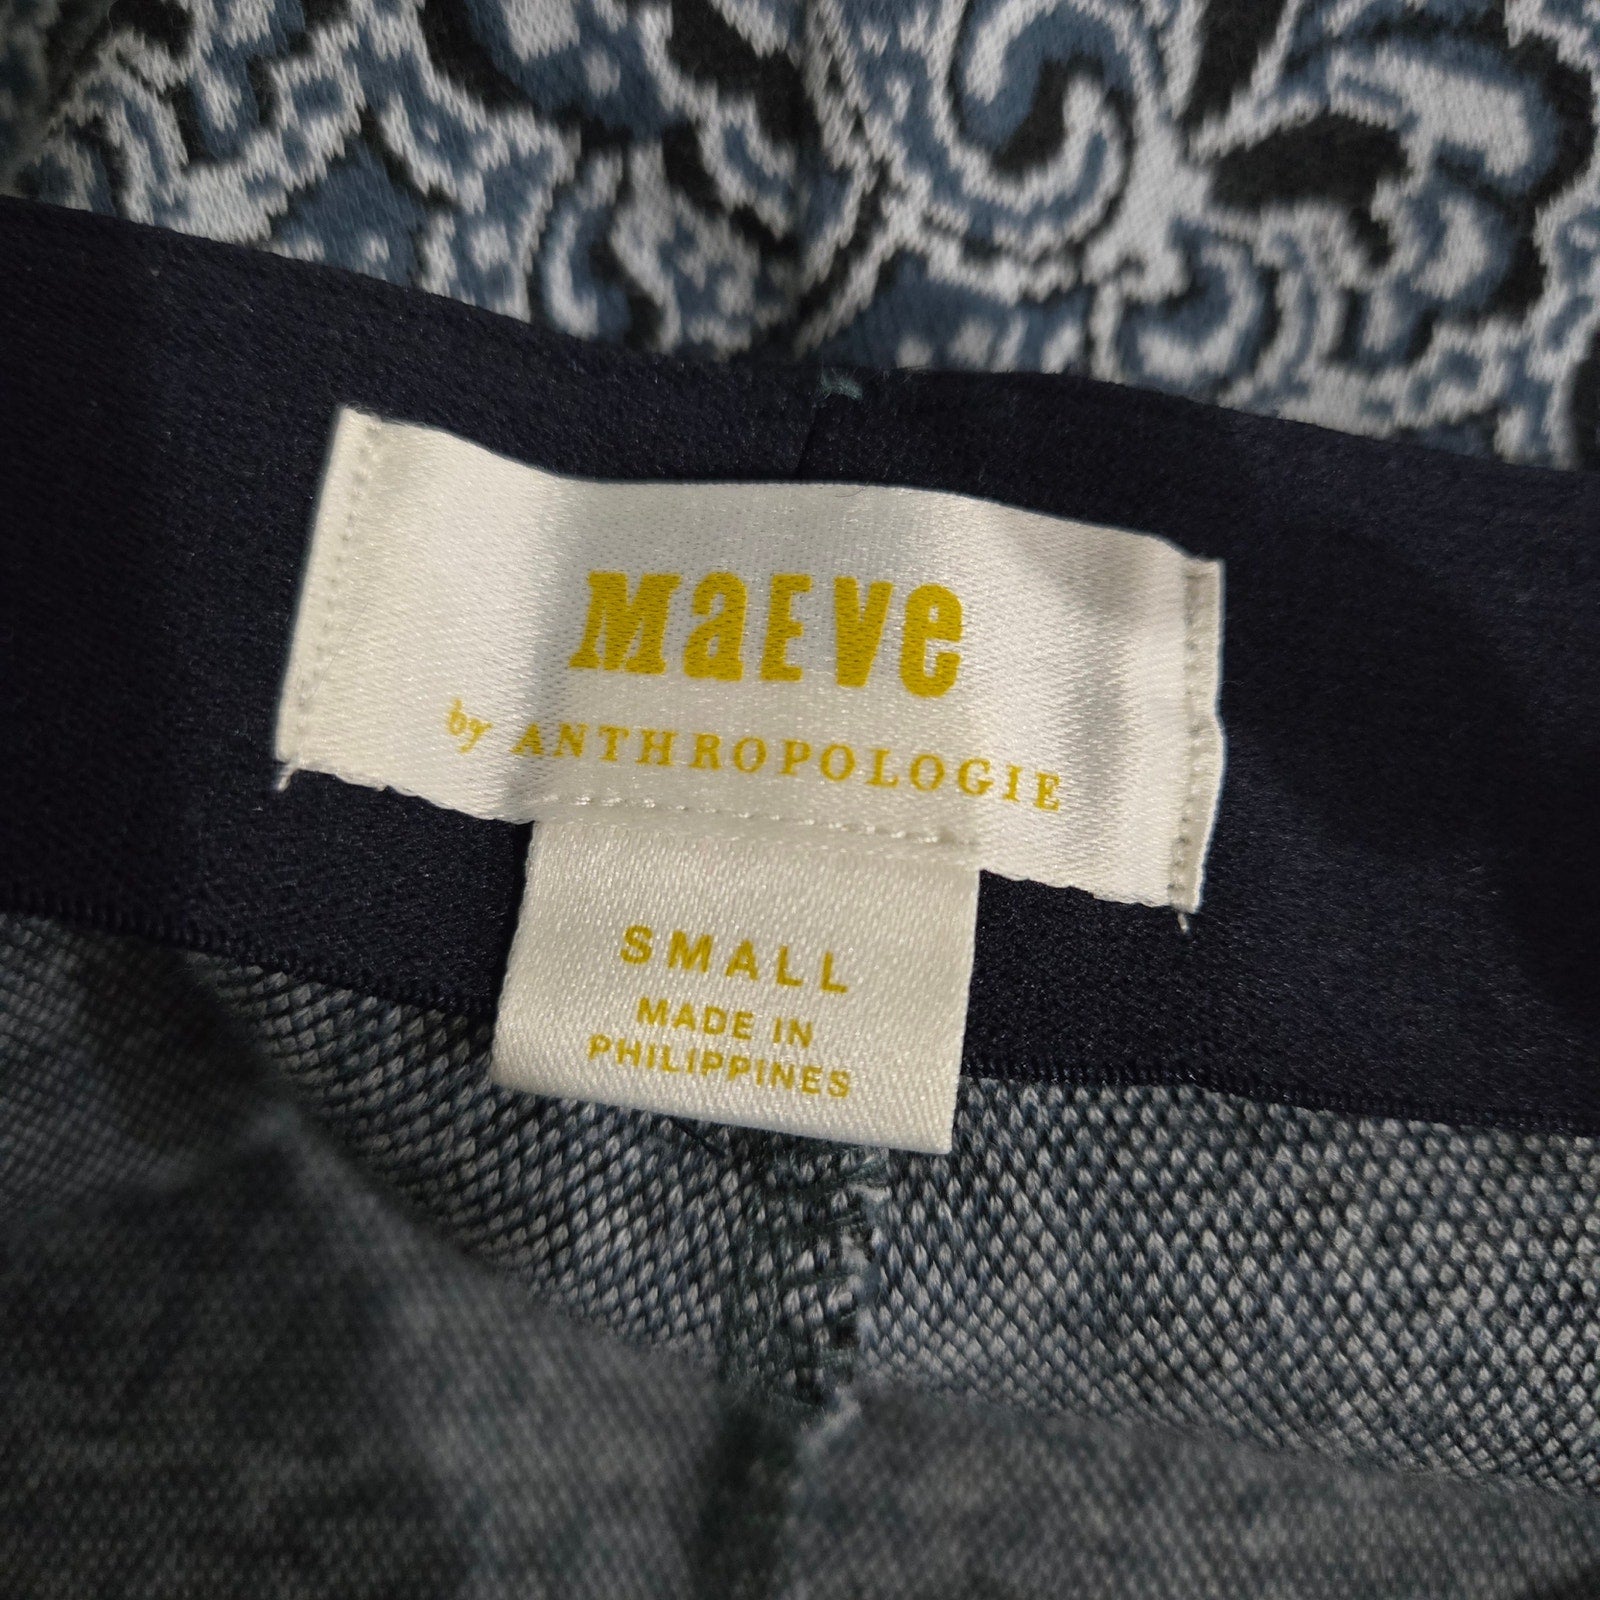 MaEVe
by ANTHROPOLOGIE
SMALL
MADE IN
PHILIPPINES